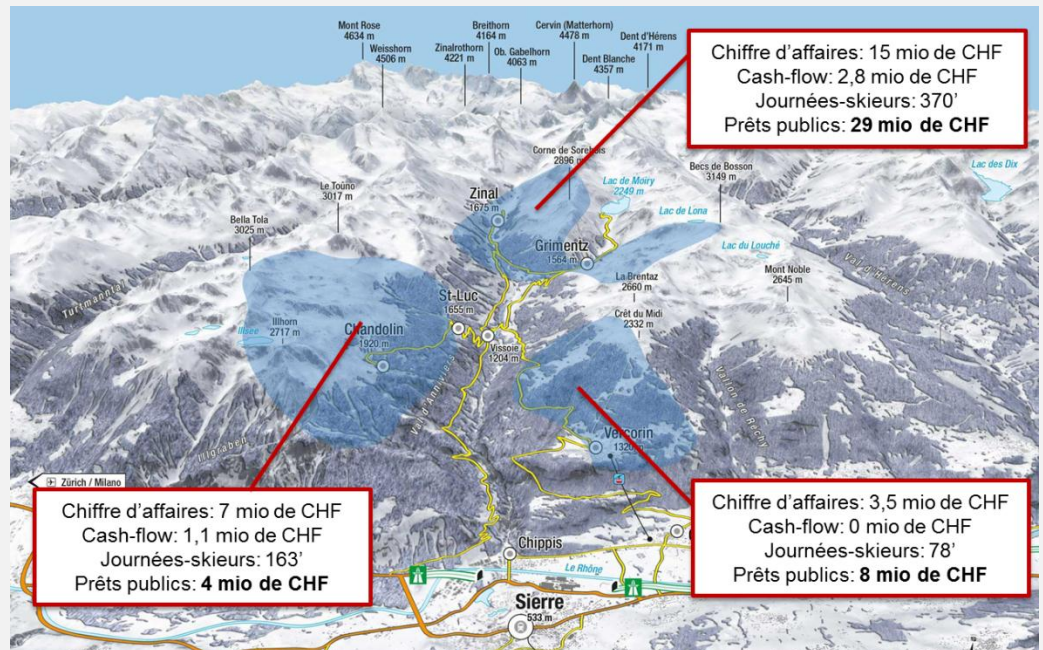 Mont Rose
4634 m
Weisshorn
4506 m
Zinalrothorn
4221 m
Breithorn
4164 m
Ob. Gabelhorn
4063 m
Cervin (Matterhorn)
4478 m
Dent Blanche
4357 m
Dent d'Hérens
4171 m
Chiffre d'affaires: 15 mio de CHF
Cash-flow: 2,8 mio de CHF
Journées-skieurs: 370'
Prêts publics: 29 mio de CHF
Corne de Sorebois
2896 m
Becs de Bosson
3149 m
Lac des Dix
Lac de Moiry
2249 m
Le Toûno
3017 m
Zinal
1675 m
Lac de Lona
Bella Tola
3025 m
Grimentz
1564 m
Lac du Louché
Val d'Hérens
Mont Noble
2645 m
La Brentaz
2660 m
Turtmanntal
St-Luc
1655 m
Crêt du Midi
2332 m
Illsee
Illhorn
2717 m
Chandolin
1920 m
Vissoie
1204 m
Val d'Anniviers
Vallon de Réchy
Vercorin
Illgraben
Zürich / Milano
Chiffre d'affaires: 7 mio de CHF
Cash-flow: 1,1 mio de CHF
Journées-skieurs: 163'
Prêts publics: 4 mio de CHF
Chiffre d'affaires: 3,5 mio de CHF
Cash-flow: 0 mio de CHF
Journées-skieurs: 78'
Prêts publics: 8 mio de CHF
Chippis
Le Rhône
Sierre
533 m